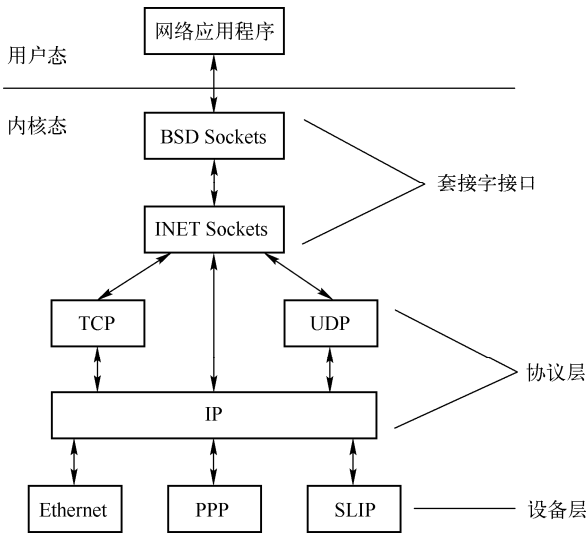 网络应用程序
用户态
内核态
BSD Sockets
套接字接口
INET Sockets
TCP
UDP
协议层
IP
Ethernet
PPP
SLIP
设备层